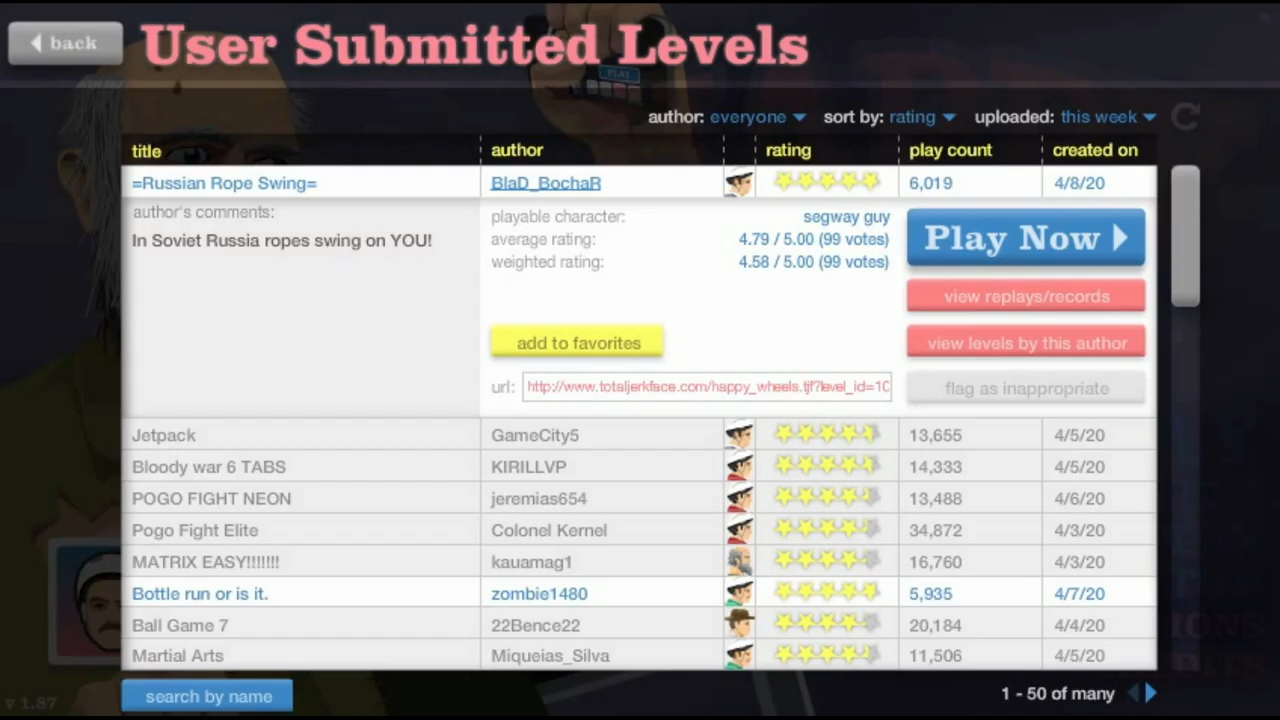 back
User Submitted Levels
PLAY
author: everyone sort by: rating uploaded: this week
title author rating play count created on
=Russian Rope Swing= BlaD_BochaR 6,019 4/8/20
author's comments:
In Soviet Russia ropes swing on YOU!
playable character: segway guy
average rating: 4.79 / 5.00 (99 votes)
weighted rating: 4.58 / 5.00 (99 votes)
Play Now
view replays/records
add to favorites
view levels by this author
url: http://www.totaljerkface.com/happy_wheels.tjf?level_id=10
flag as inappropriate
Jetpack GameCity5 13,655 4/5/20
Bloody war 6 TABS KIRILLVP 14,333 4/5/20
POGO FIGHT NEON jeremias654 13,488 4/6/20
Pogo Fight Elite Colonel Kernel 34,872 4/3/20
MATRIX EASY!!!!!!! kauamag1 16,760 4/3/20
Bottle run or is it. zombie1480 5,935 4/7/20
Ball Game 7 22Bence22 20,184 4/4/20
Martial Arts Miqueias_Silva 11,506 4/5/20
search by name
1 - 50 of many
v 1.87